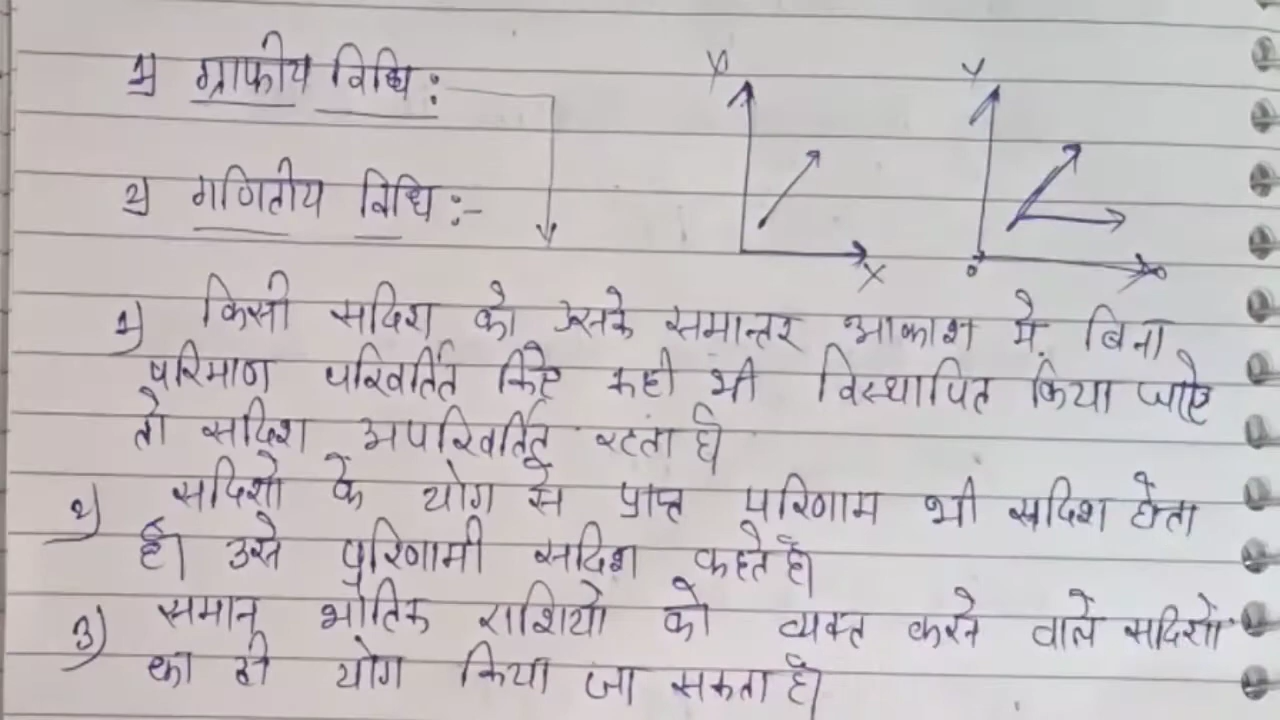 1) ग्राफीय विधि :
Y
Y
2) गणितीय विधि :-
X
0
X
1) किसी सदिश को उसके समान्तर आकाश में बिना
परिमाण परिवर्तित किए कही भी विस्थापित किया जाए
तो सदिश अपरिवर्तित रहता है
2) सदिशो के योग से प्राप्त परिणाम भी सदिश होता
है। उसे परिणामी सदिश कहते है।
3) समान भौतिक राशियो को व्यक्त करने वाले सदिशों
का ही योग किया जा सकता है।